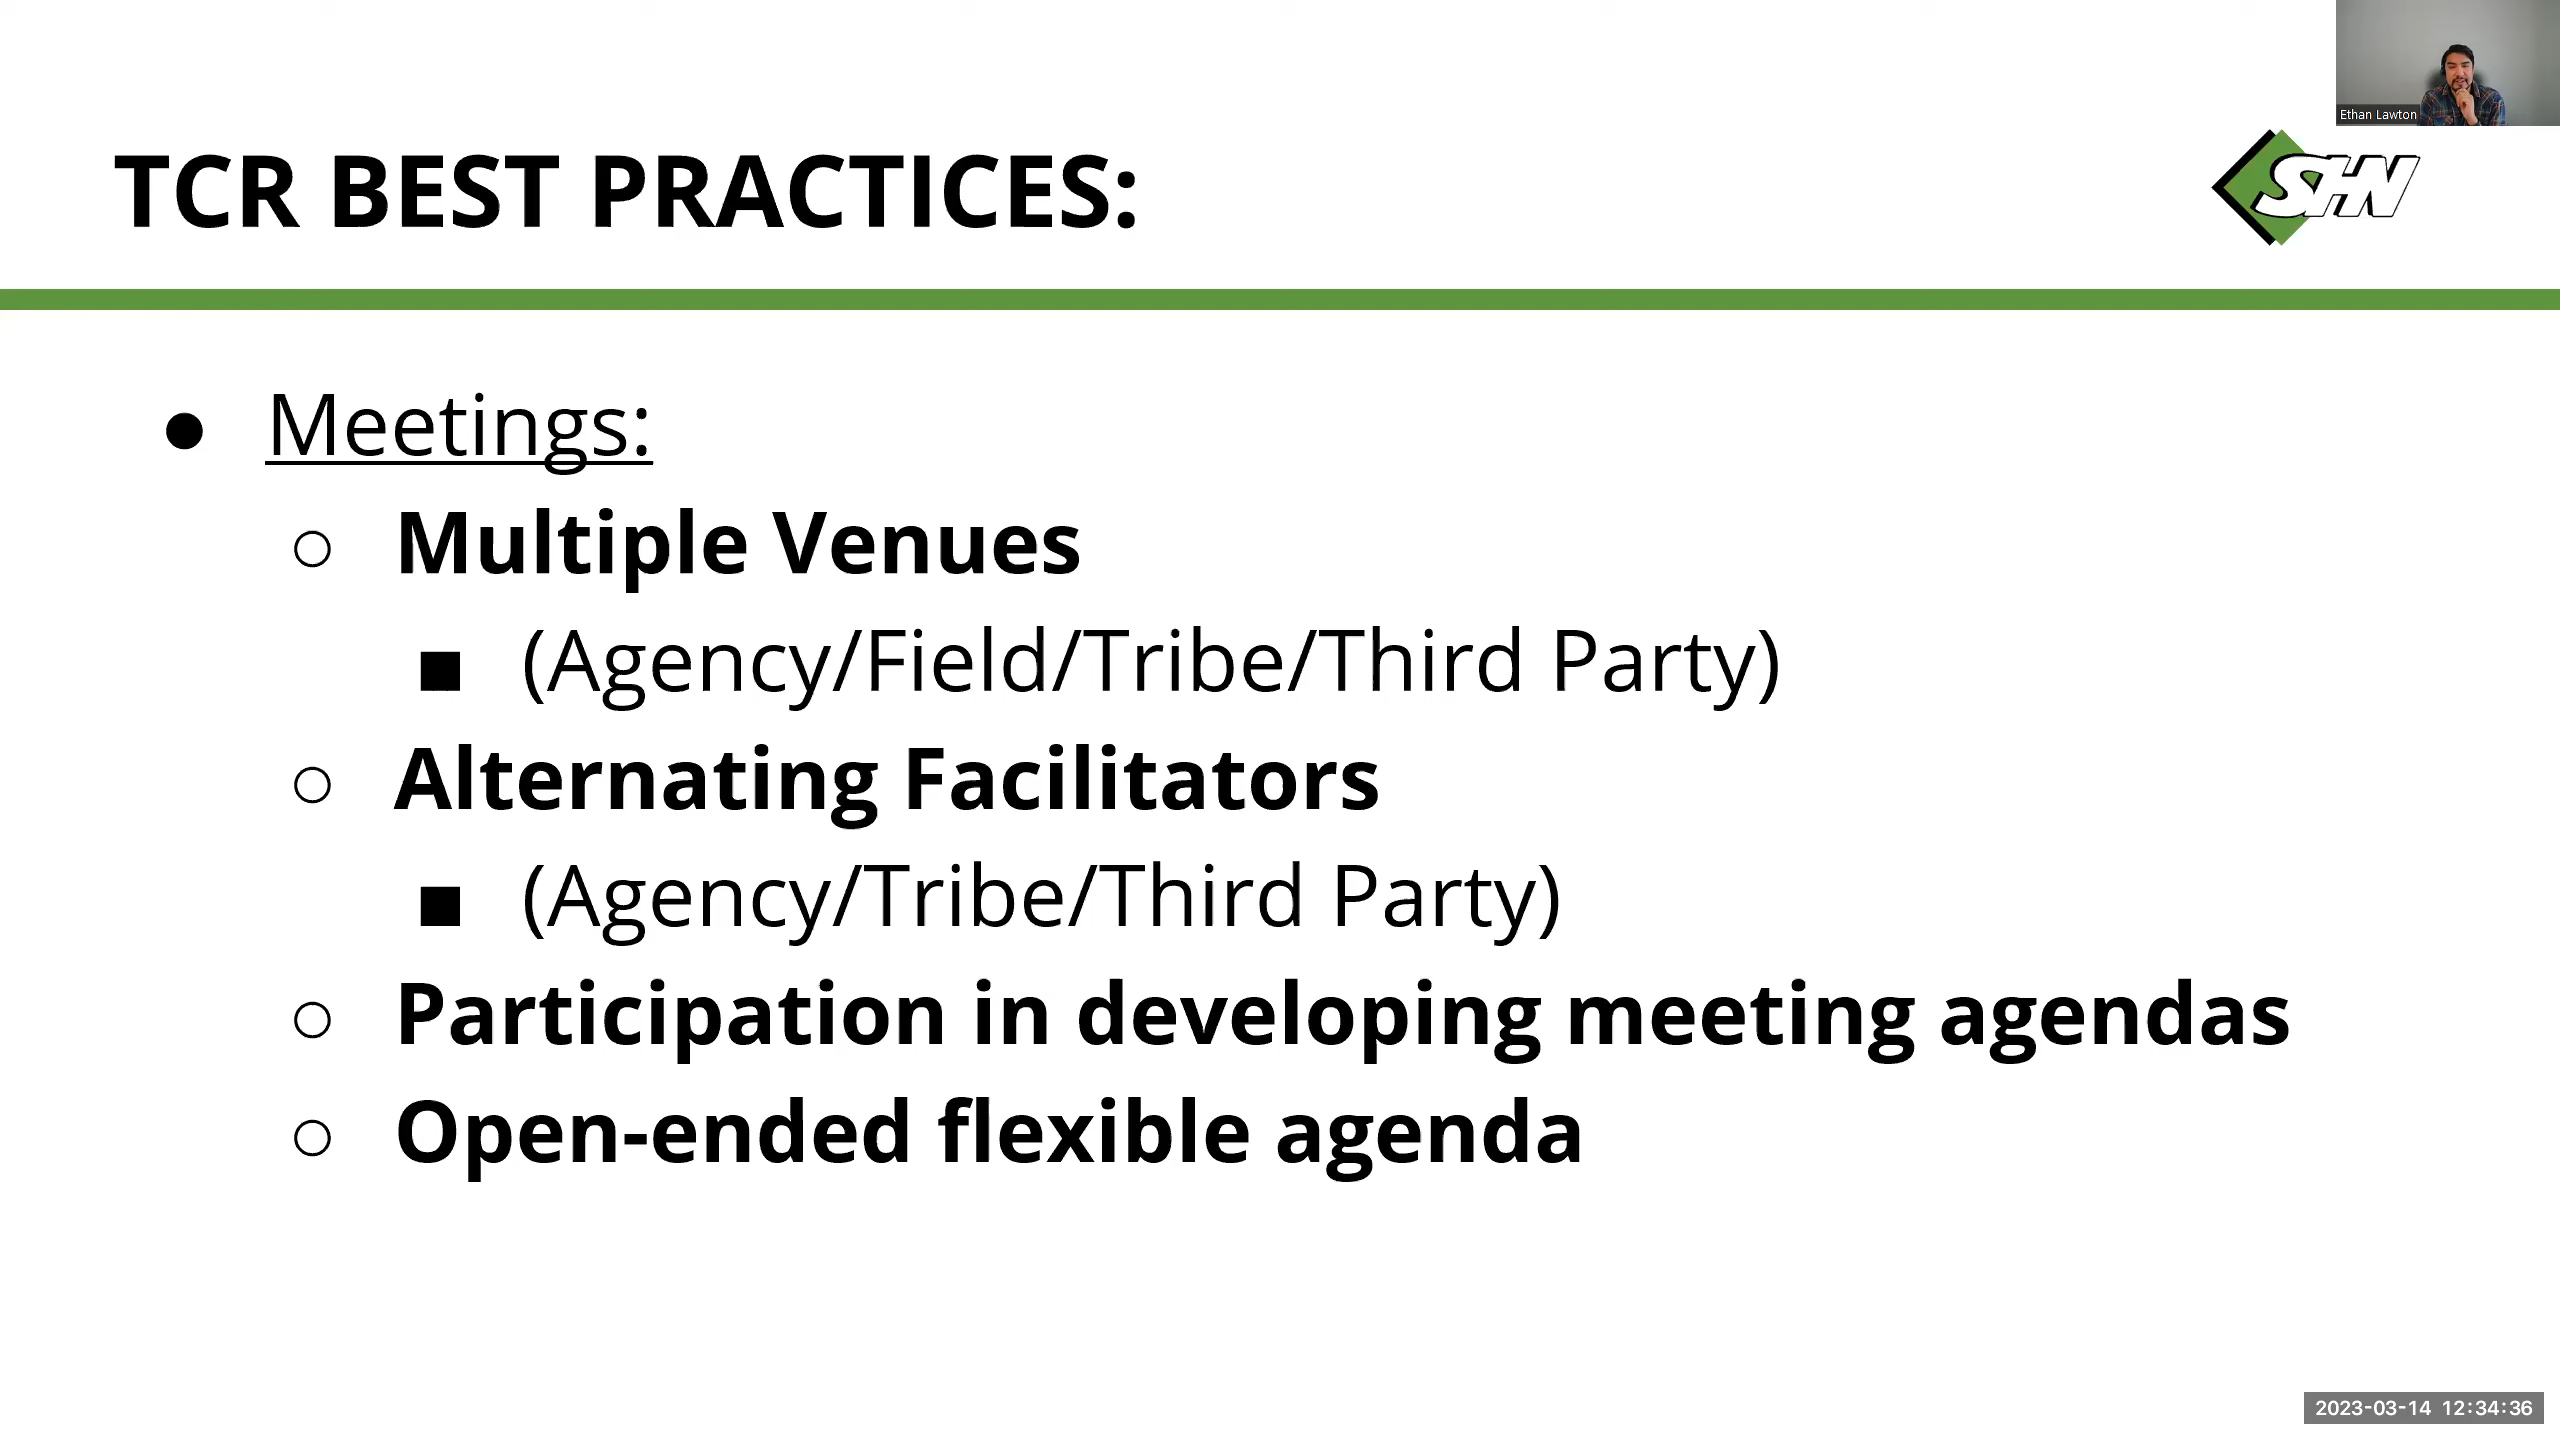 Ethan Lawton
TCR BEST PRACTICES:
SHN
● Meetings:
○ Multiple Venues
■ (Agency/Field/Tribe/Third Party)
○ Alternating Facilitators
■ (Agency/Tribe/Third Party)
○ Participation in developing meeting agendas
○ Open-ended flexible agenda
2023-03-14 12:34:36